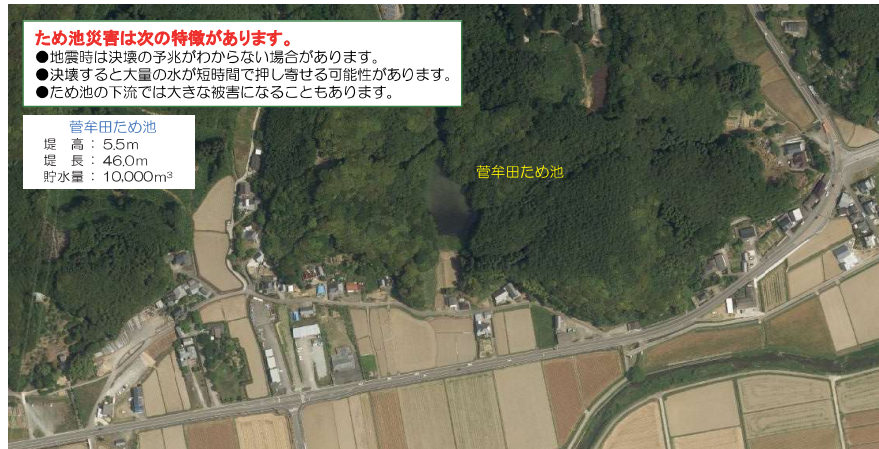 ため池災害は次の特徴があります。
●地震時は決壊の予兆がわからない場合があります。
●決壊すると大量の水が短時間で押し寄せる可能性があります。
●ため池の下流では大きな被害になることもあります。
菅牟田ため池
堤　高：5.5m
堤　長：46.0m
貯水量：10,000m³
菅牟田ため池